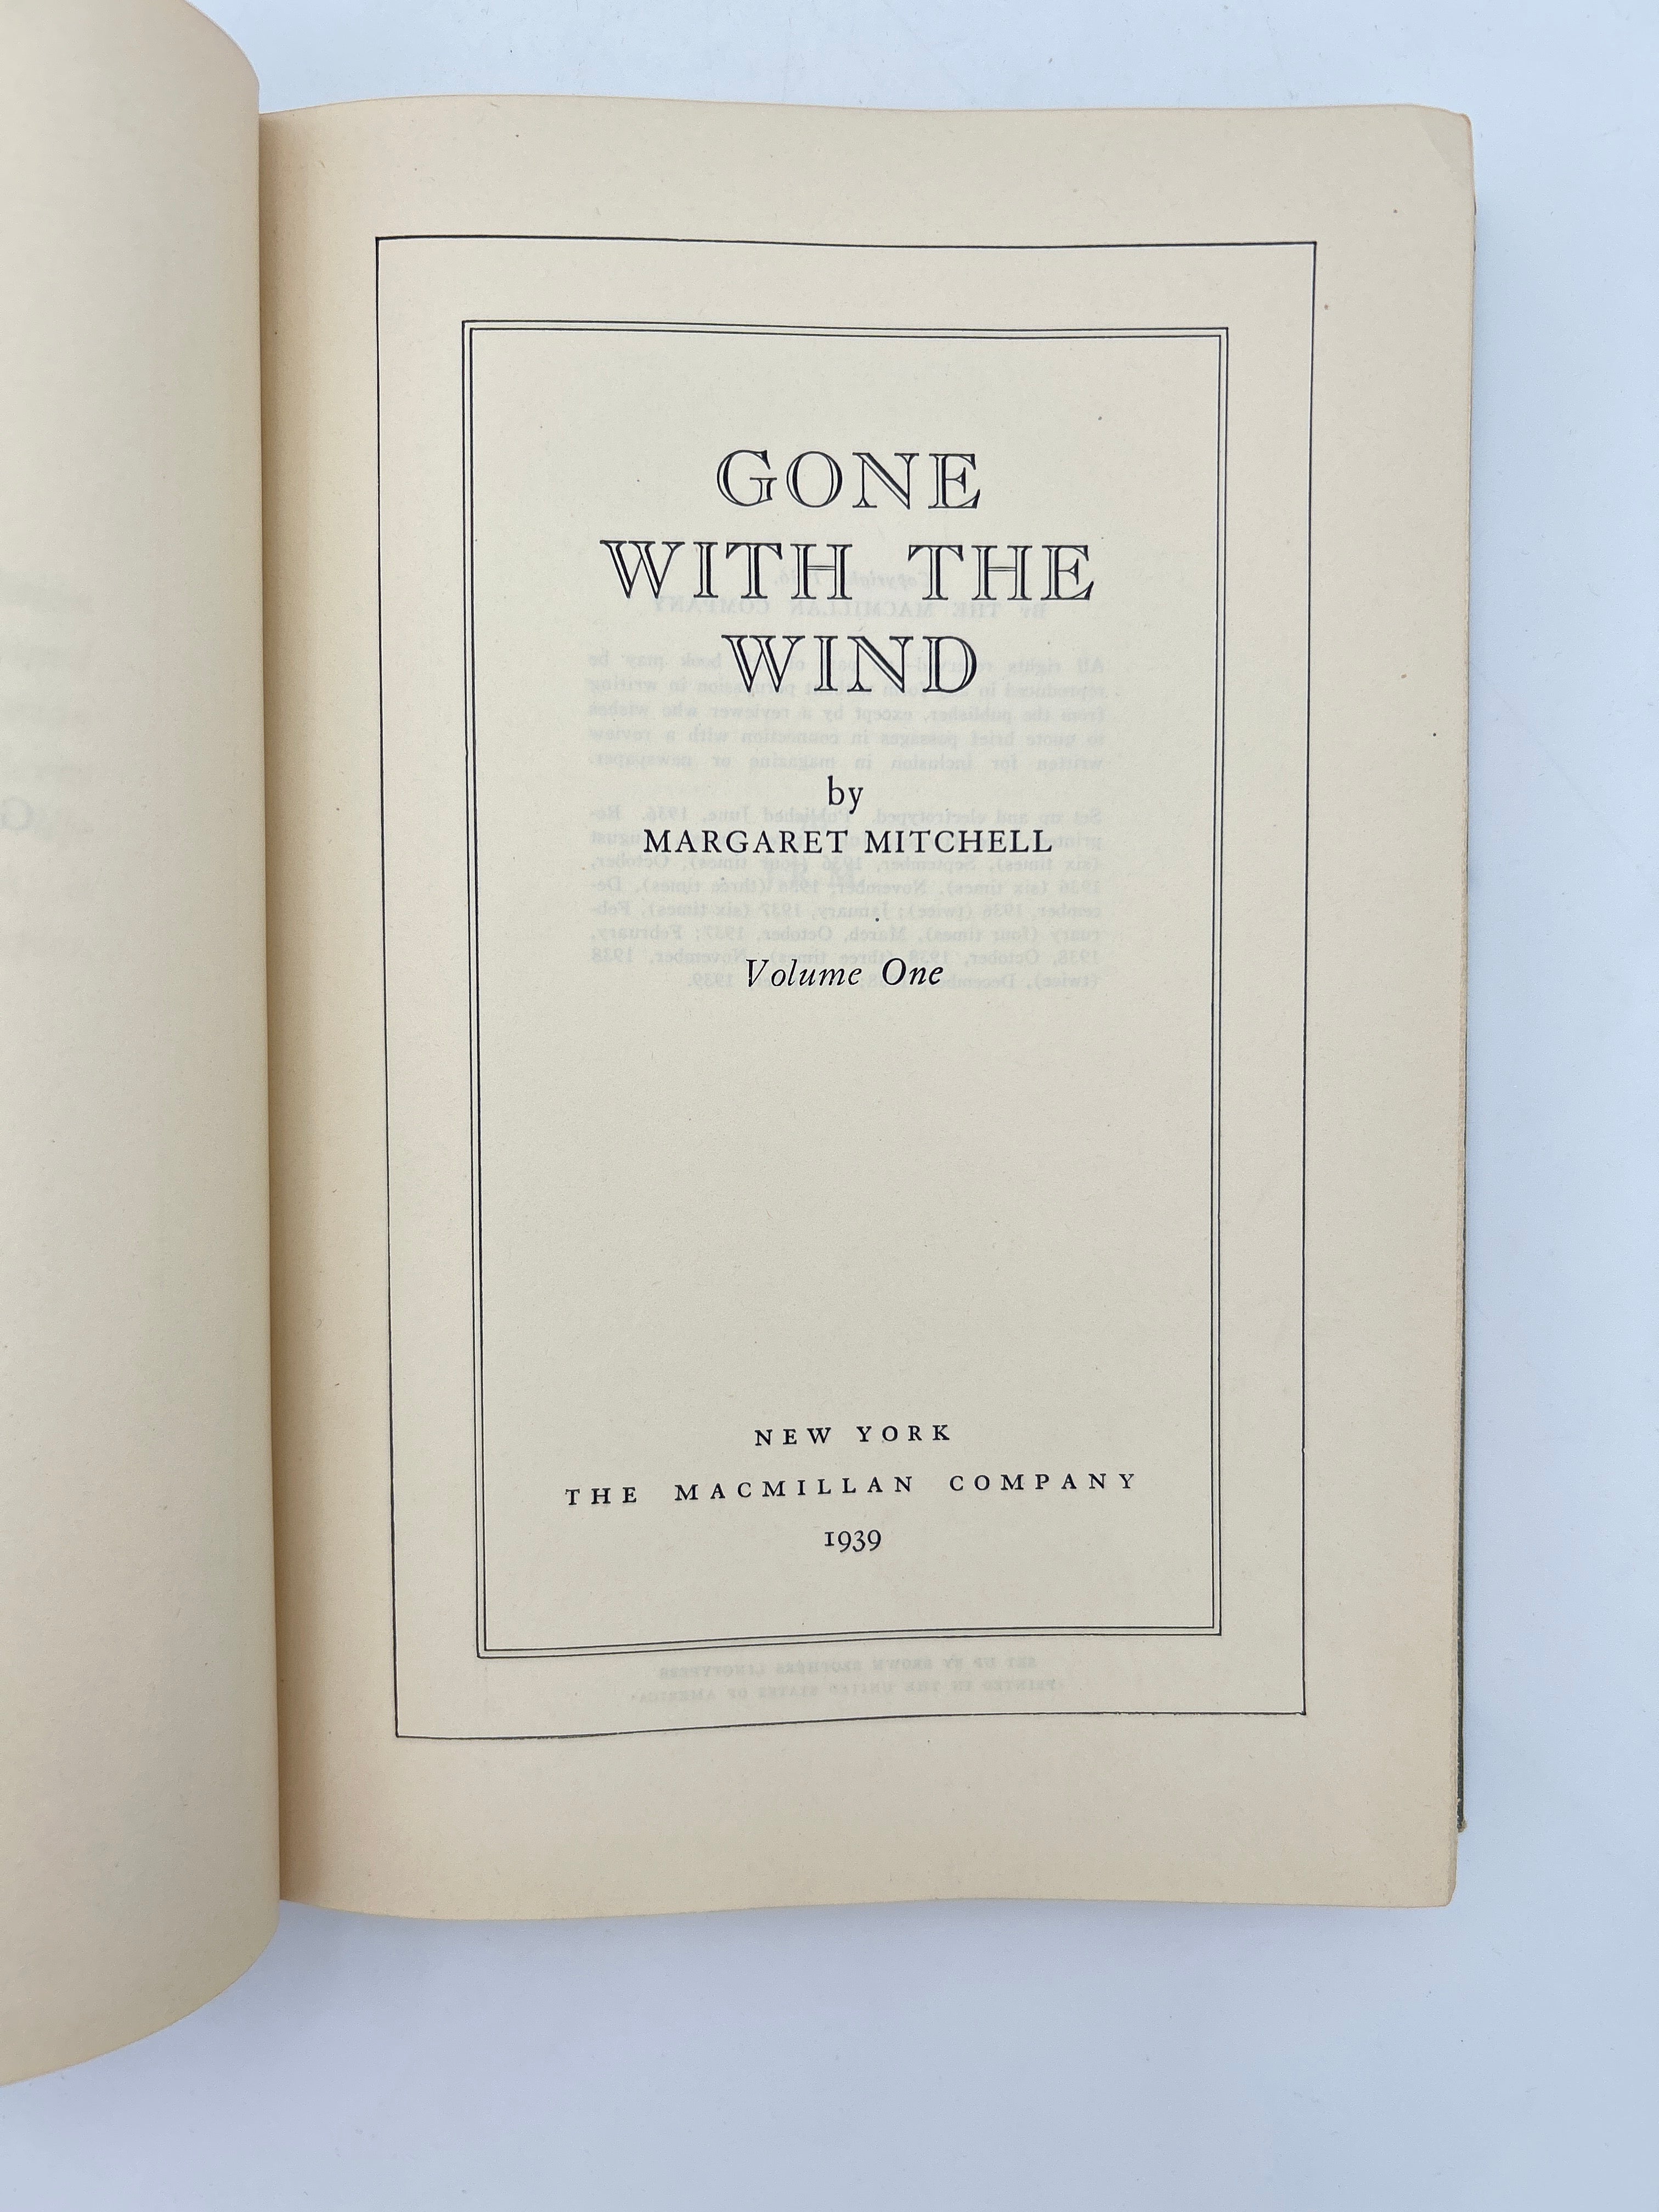 GONE
WITH THE
WIND
by
MARGARET MITCHELL
Volume One
NEW YORK
THE MACMILLAN COMPANY
1939